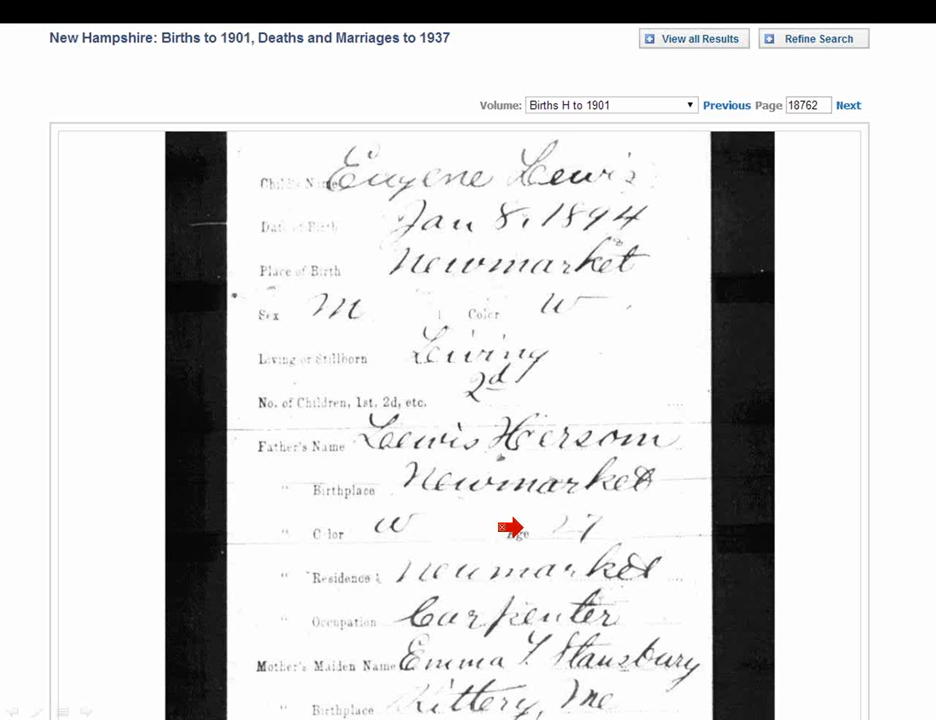 New Hampshire: Births to 1901, Deaths and Marriages to 1937
View all Results Refine Search
Volume: Births H to 1901 Previous Page 18762 Next
Child's Name Eugene Lewis
Date of Birth Jan 8, 1894
Place of Birth Newmarket
Sex M Color W
Living or Stillborn Living
No. of Children, 1st, 2d, etc. 2d
Father's Name Lewis Hersom
" Birthplace Newmarket
" Color W Age 27
" Residence Newmarket
" Occupation Carpenter
Mother's Maiden Name Emma Y. Stansbury
" Birthplace Kittery, Me